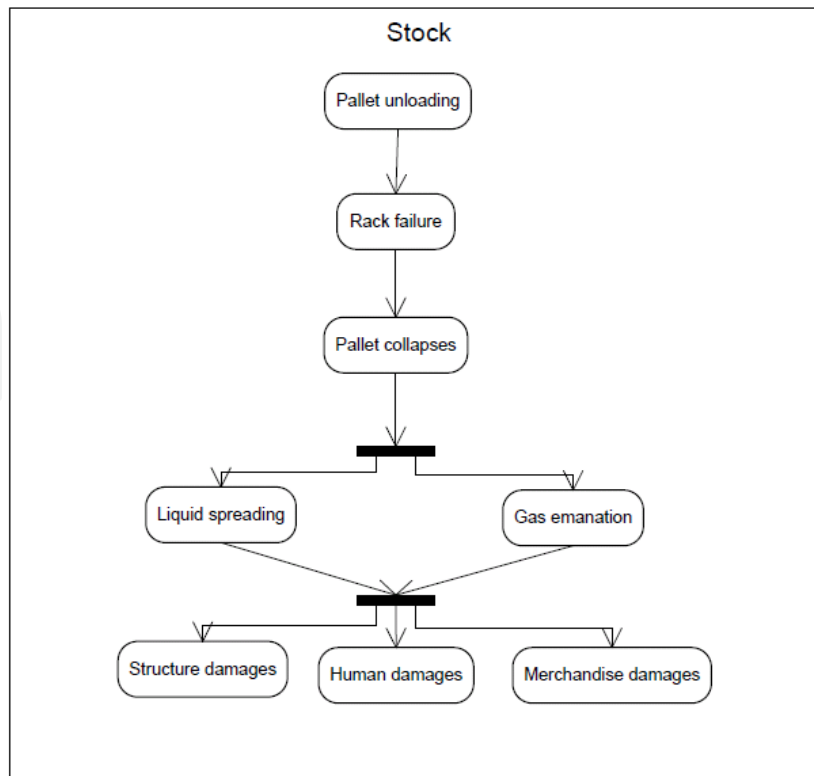 Stock
Pallet unloading
Rack failure
Pallet collapses
Liquid spreading
Gas emanation
Structure damages
Human damages
Merchandise damages